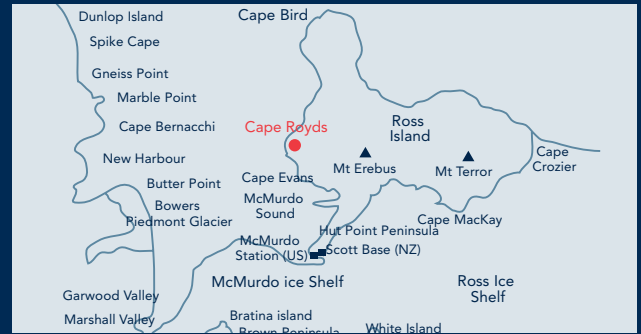 Dunlop Island
Cape Bird
Spike Cape
Gneiss Point
Marble Point
Cape Bernacchi
Cape Royds
Ross
Island
New Harbour
Mt Erebus
Mt Terror
Cape
Crozier
Butter Point
Cape Evans
Bowers
Piedmont Glacier
McMurdo
Sound
Cape MacKay
Hut Point Peninsula
McMurdo
Station (US)
Scott Base (NZ)
McMurdo ice Shelf
Ross Ice
Shelf
Garwood Valley
Marshall Valley
Bratina island
Brown Peninsula
White Island